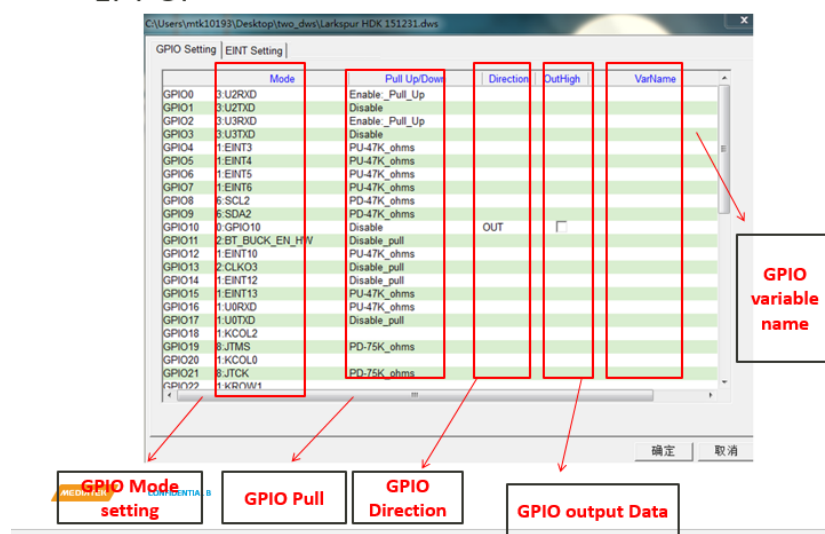 C:\Users\mtk10193\Desktop\two_dws\Larkspur HDK 151231.dws
x
GPIO Setting EINT Setting
Mode Pull Up/Down Direction OutHigh VarName
GPIO0 3:U2RXD Enable:_Pull_Up
GPIO1 3:U2TXD Disable
GPIO2 3:U3RXD Enable:_Pull_Up
GPIO3 3:U3TXD Disable
GPIO4 1:EINT3 PU-47K_ohms
GPIO5 1:EINT4 PU-47K_ohms
GPIO6 1:EINT5 PU-47K_ohms
GPIO7 1:EINT6 PU-47K_ohms
GPIO8 6:SCL2 PD-47K_ohms
GPIO9 6:SDA2 PD-47K_ohms
GPIO10 0:GPIO10 Disable OUT
GPIO11 2:BT_BUCK_EN_HW Disable_pull
GPIO12 1:EINT10 PU-47K_ohms
GPIO13 2:CLKO3 Disable_pull
GPIO14 1:EINT12 Disable_pull
GPIO15 1:EINT13 PU-47K_ohms
GPIO16 1:U0RXD PU-47K_ohms
GPIO17 1:U0TXD Disable_pull
GPIO18 1:KCOL2
GPIO19 8:JTMS PD-75K_ohms
GPIO20 1:KCOL0
GPIO21 8:JTCK PD-75K_ohms
GPIO22 1:KROW1
GPIO
variable
name
确定 取消
GPIO Mode
setting
GPIO Pull
GPIO
Direction
GPIO output Data
MEDIATEK CONFIDENTIAL B